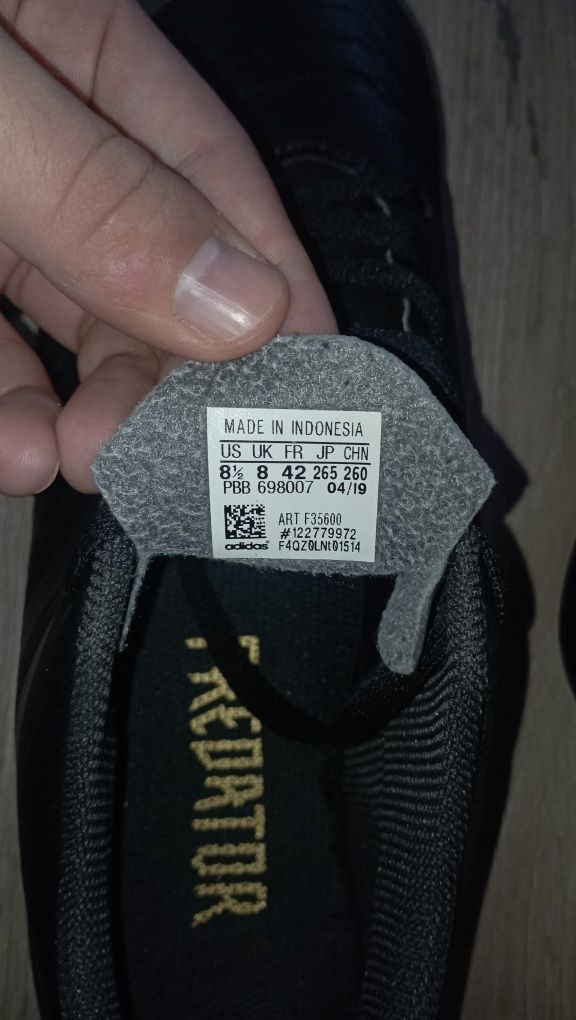 MADE IN INDONESIA
US UK FR JP CHN
8½ 8 42 265 260
PBB 698007 04/19
ART F35600
#122779972
adidas F4QZ0LNt01514
PREDATOR